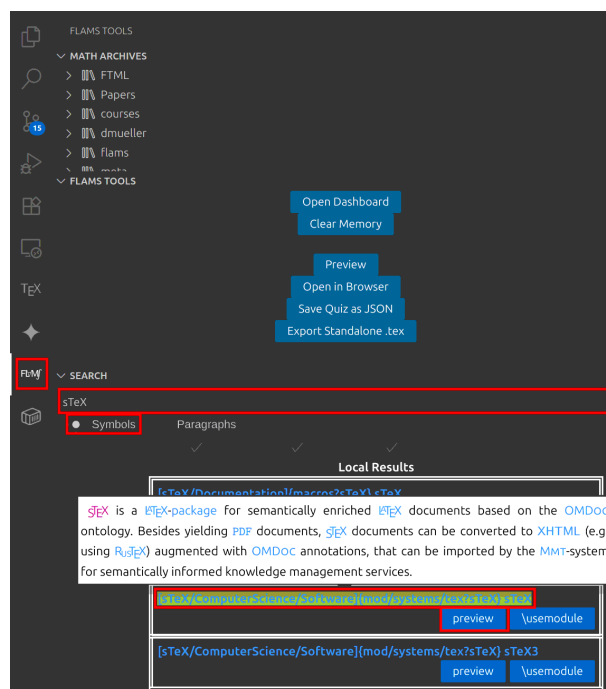 FLAMS TOOLS
MATH ARCHIVES
FTML
Papers
courses
15
dmueller
flams
meta
FLAMS TOOLS
Open Dashboard
Clear Memory
TEX
Preview
Open in Browser
Save Quiz as JSON
Export Standalone .tex
FLAMS
SEARCH
sTeX
Symbols Paragraphs
Local Results
[sTeX/Documentation]{macros?sTeX} sTeX
sTEX is a LATEX-package for semantically enriched LATEX documents based on the OMDoc
ontology. Besides yielding PDF documents, sTEX documents can be converted to XHTML (e.g
using RusTEX) augmented with OMDoc annotations, that can be imported by the MMT-system
for semantically informed knowledge management services.
[sTeX/ComputerScience/Software]{mod/systems/tex?sTeX} sTeX
preview \usemodule
[sTeX/ComputerScience/Software]{mod/systems/tex?sTeX} sTeX3
preview \usemodule